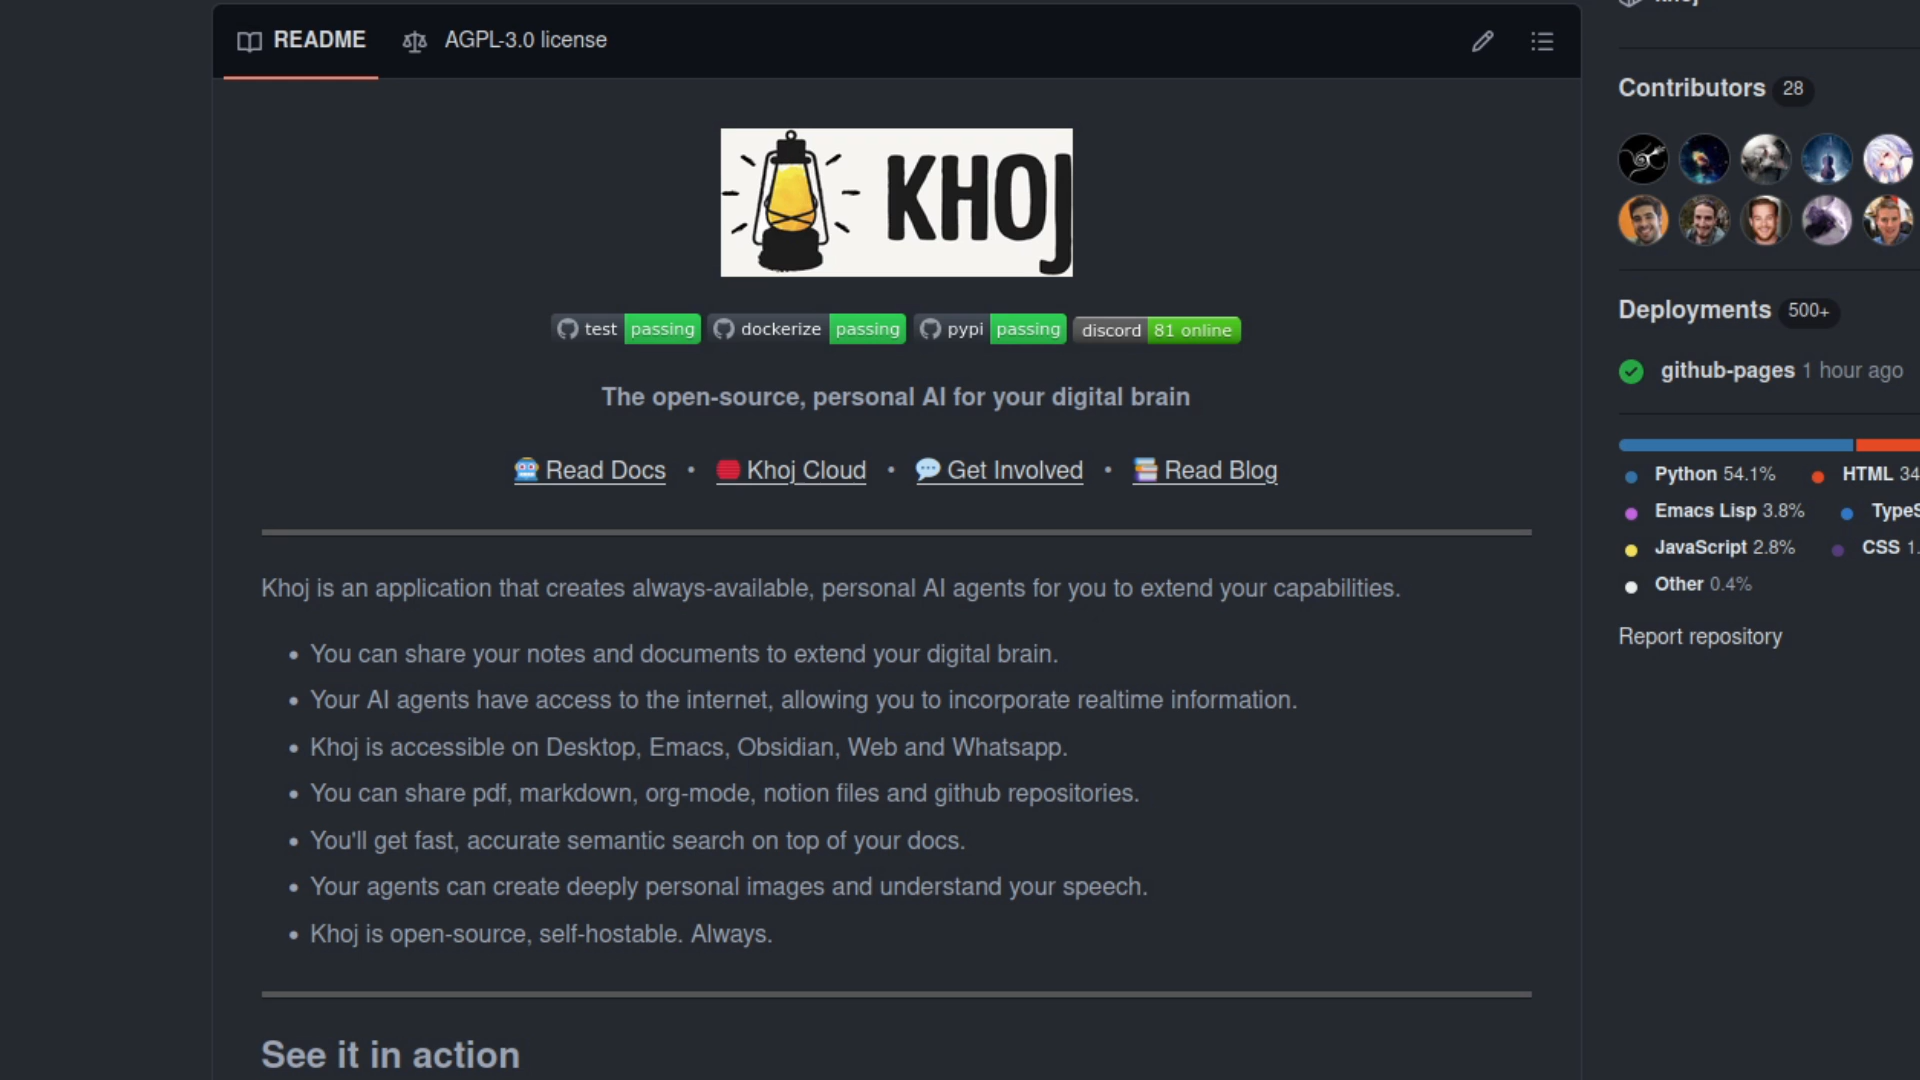 README
AGPL-3.0 license
KHOJ
test passing
dockerize passing
pypi passing
discord 81 online
The open-source, personal AI for your digital brain
Read Docs • Khoj Cloud • Get Involved • Read Blog
Khoj is an application that creates always-available, personal AI agents for you to extend your capabilities.
• You can share your notes and documents to extend your digital brain.
• Your AI agents have access to the internet, allowing you to incorporate realtime information.
• Khoj is accessible on Desktop, Emacs, Obsidian, Web and Whatsapp.
• You can share pdf, markdown, org-mode, notion files and github repositories.
• You'll get fast, accurate semantic search on top of your docs.
• Your agents can create deeply personal images and understand your speech.
• Khoj is open-source, self-hostable. Always.
See it in action
Contributors 28
Deployments 500+
github-pages 1 hour ago
Python 54.1% HTML 34
Emacs Lisp 3.8% Type
JavaScript 2.8% CSS 1.
Other 0.4%
Report repository